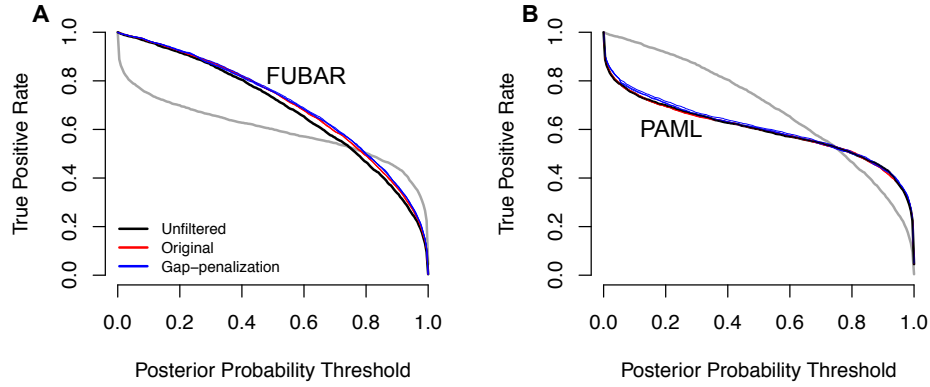 A
True Positive Rate
1.0
0.8
0.6
0.4
0.2
0.0
FUBAR
Unfiltered
Original
Gap−penalization
0.0 0.2 0.4 0.6 0.8 1.0
Posterior Probability Threshold
B
True Positive Rate
1.0
0.8
0.6
0.4
0.2
0.0
PAML
0.0 0.2 0.4 0.6 0.8 1.0
Posterior Probability Threshold